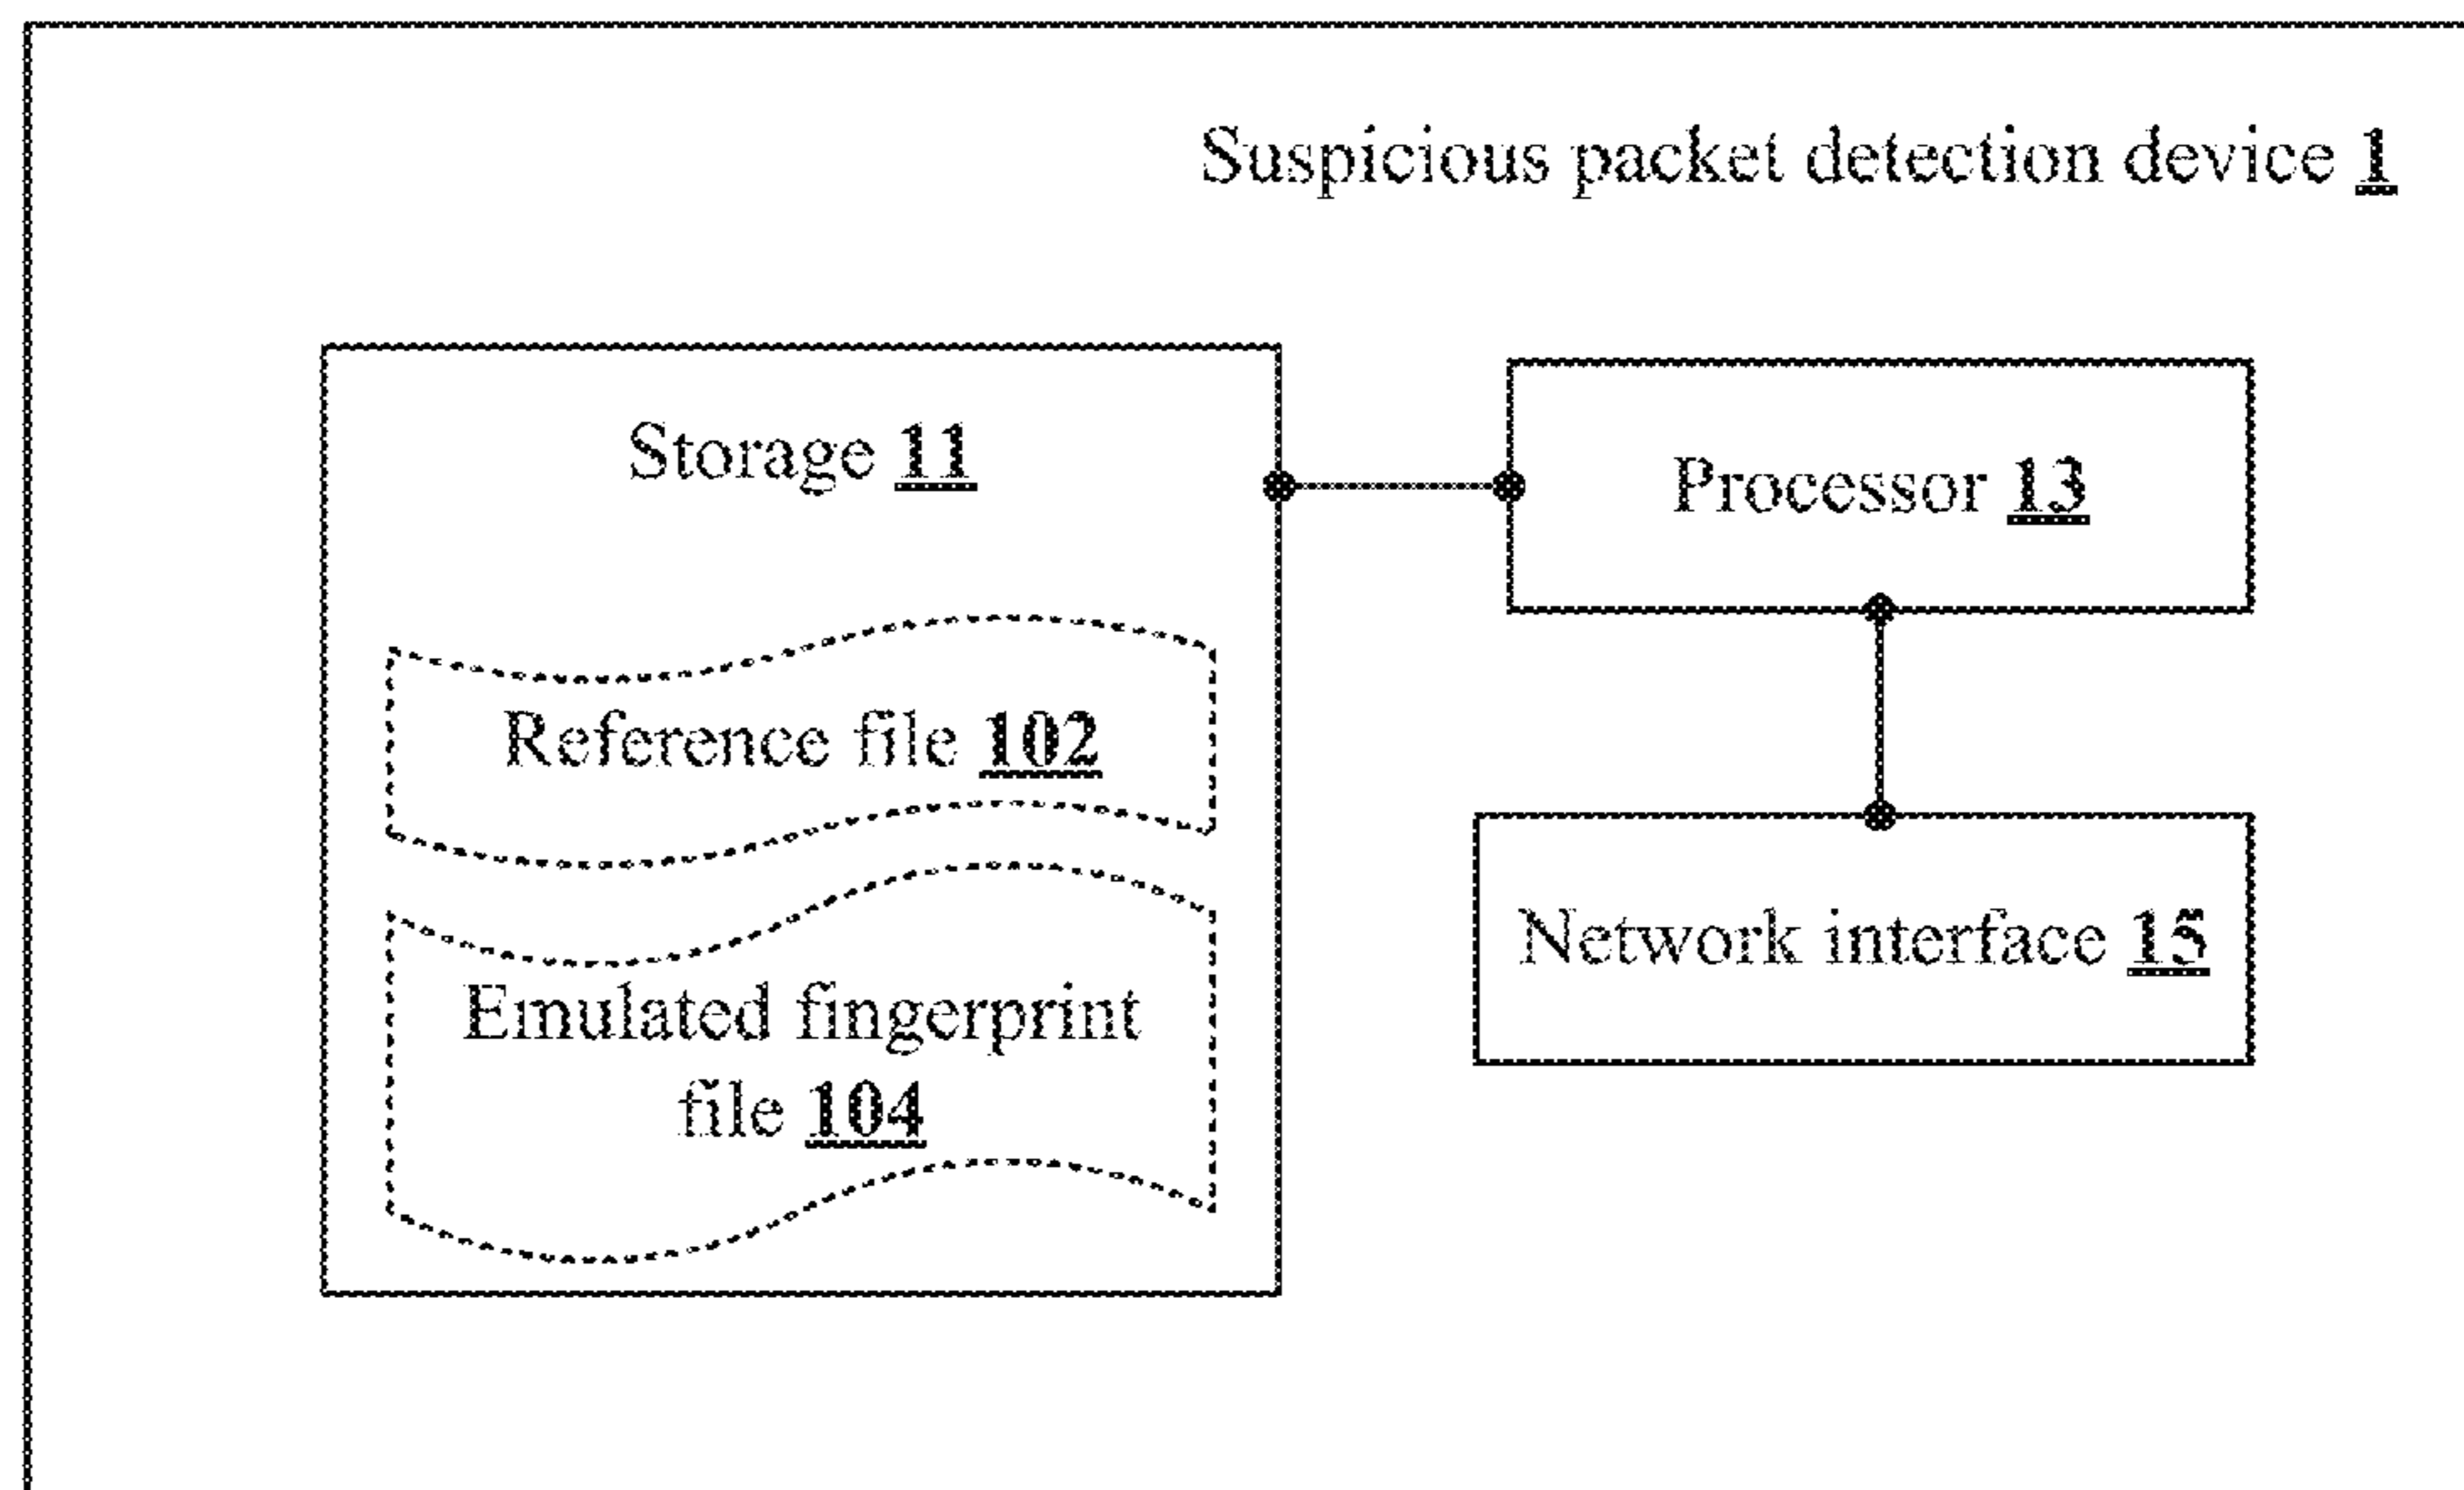 Suspicious packet detection device 1
Storage 11
Processor 13
Reference file 102
Network interface 15
Emulated fingerprint
file 104